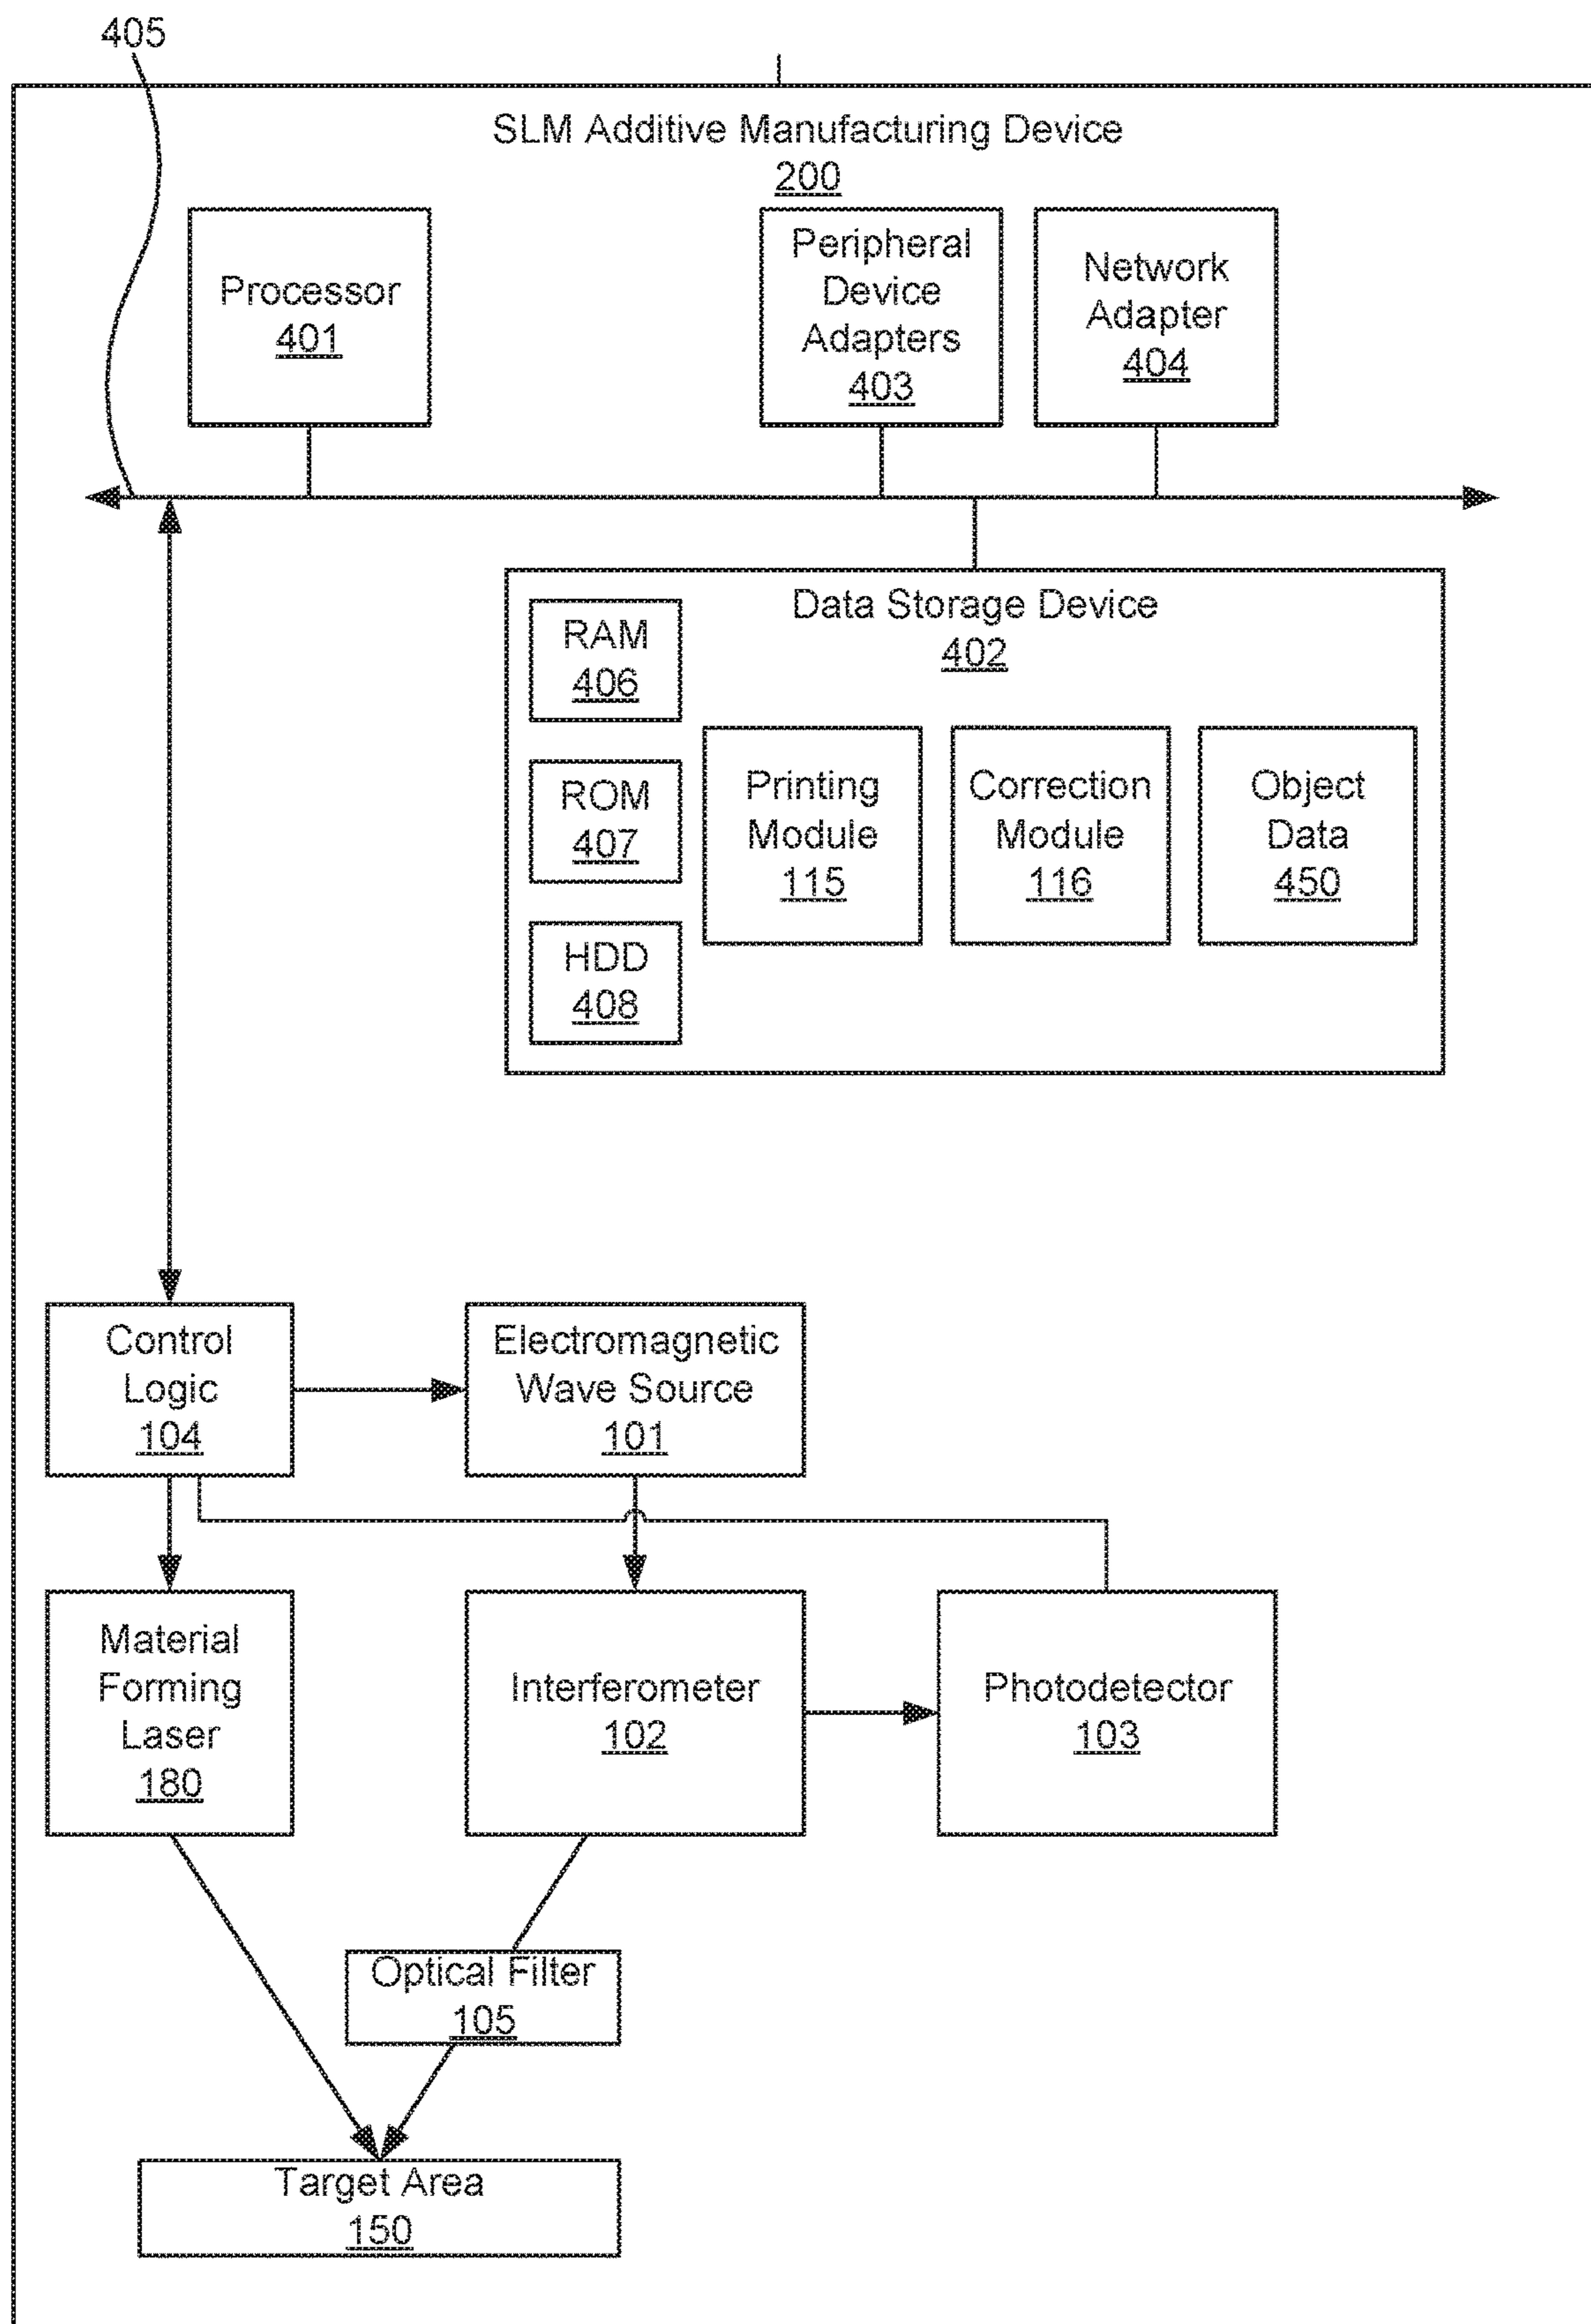 405
SLM Additive Manufacturing Device
200
Processor
401
Peripheral
Device
Adapters
403
Network
Adapter
404
Data Storage Device
402
RAM
406
ROM
407
HDD
408
Printing
Module
115
Correction
Module
116
Object
Data
450
Control
Logic
104
Electromagnetic
Wave Source
101
Material
Forming
Laser
180
Interferometer
102
Photodetector
103
Optical Filter
105
Target Area
150